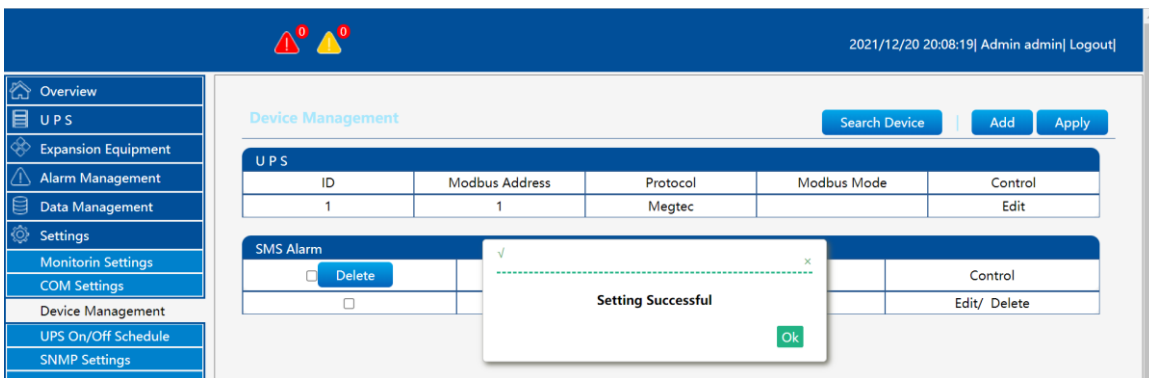 0 0
2021/12/20 20:08:19| Admin admin| Logout|
Overview
U P S
Expansion Equipment
Alarm Management
Data Management
Settings
Monitorin Settings
COM Settings
Device Management
UPS On/Off Schedule
SNMP Settings
Device Management
Search Device | Add Apply
U P S
ID Modbus Address Protocol Modbus Mode Control
1 1 Megtec Edit
SMS Alarm
Delete Control
Edit/ Delete
√ ×
Setting Successful
Ok